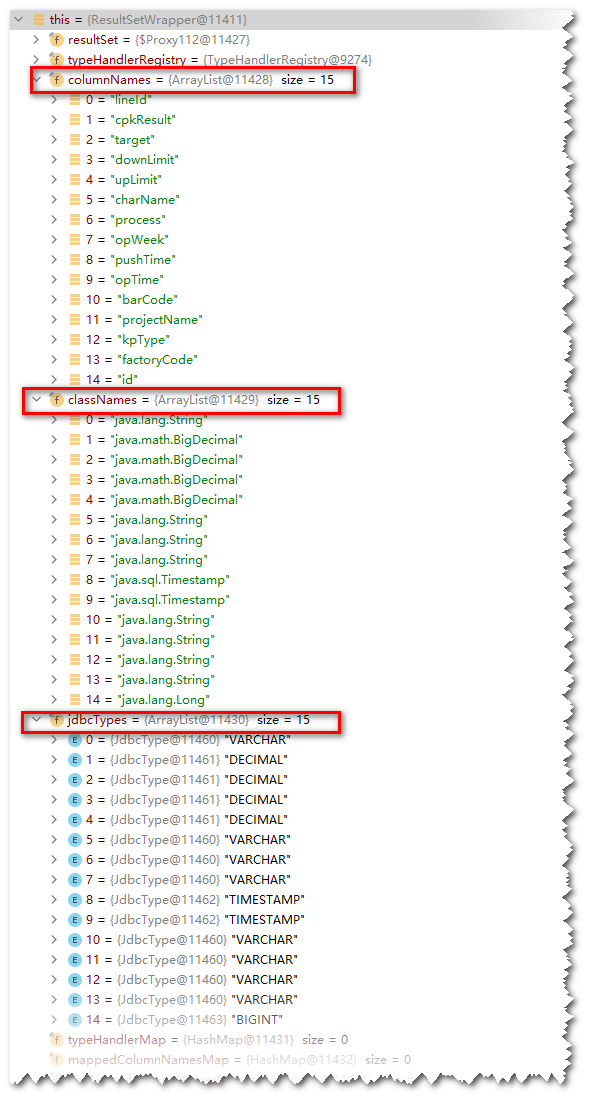 this = {ResultSetWrapper@11411}
f resultSet = {$Proxy112@11427}
f typeHandlerRegistry = {TypeHandlerRegistry@9274}
f columnNames = {ArrayList@11428} size = 15
0 = "lineId"
1 = "cpkResult"
2 = "target"
3 = "downLimit"
4 = "upLimit"
5 = "charName"
6 = "process"
7 = "opWeek"
8 = "pushTime"
9 = "opTime"
10 = "barCode"
11 = "projectName"
12 = "kpType"
13 = "factoryCode"
14 = "id"
f classNames = {ArrayList@11429} size = 15
0 = "java.lang.String"
1 = "java.math.BigDecimal"
2 = "java.math.BigDecimal"
3 = "java.math.BigDecimal"
4 = "java.math.BigDecimal"
5 = "java.lang.String"
6 = "java.lang.String"
7 = "java.lang.String"
8 = "java.sql.Timestamp"
9 = "java.sql.Timestamp"
10 = "java.lang.String"
11 = "java.lang.String"
12 = "java.lang.String"
13 = "java.lang.String"
14 = "java.lang.Long"
f jdbcTypes = {ArrayList@11430} size = 15
E 0 = {JdbcType@11460} "VARCHAR"
E 1 = {JdbcType@11461} "DECIMAL"
E 2 = {JdbcType@11461} "DECIMAL"
E 3 = {JdbcType@11461} "DECIMAL"
E 4 = {JdbcType@11461} "DECIMAL"
E 5 = {JdbcType@11460} "VARCHAR"
E 6 = {JdbcType@11460} "VARCHAR"
E 7 = {JdbcType@11460} "VARCHAR"
E 8 = {JdbcType@11462} "TIMESTAMP"
E 9 = {JdbcType@11462} "TIMESTAMP"
E 10 = {JdbcType@11460} "VARCHAR"
E 11 = {JdbcType@11460} "VARCHAR"
E 12 = {JdbcType@11460} "VARCHAR"
E 13 = {JdbcType@11460} "VARCHAR"
E 14 = {JdbcType@11463} "BIGINT"
f typeHandlerMap = {HashMap@11431} size = 0
f mappedColumnNamesMap = {HashMap@11432} size = 0